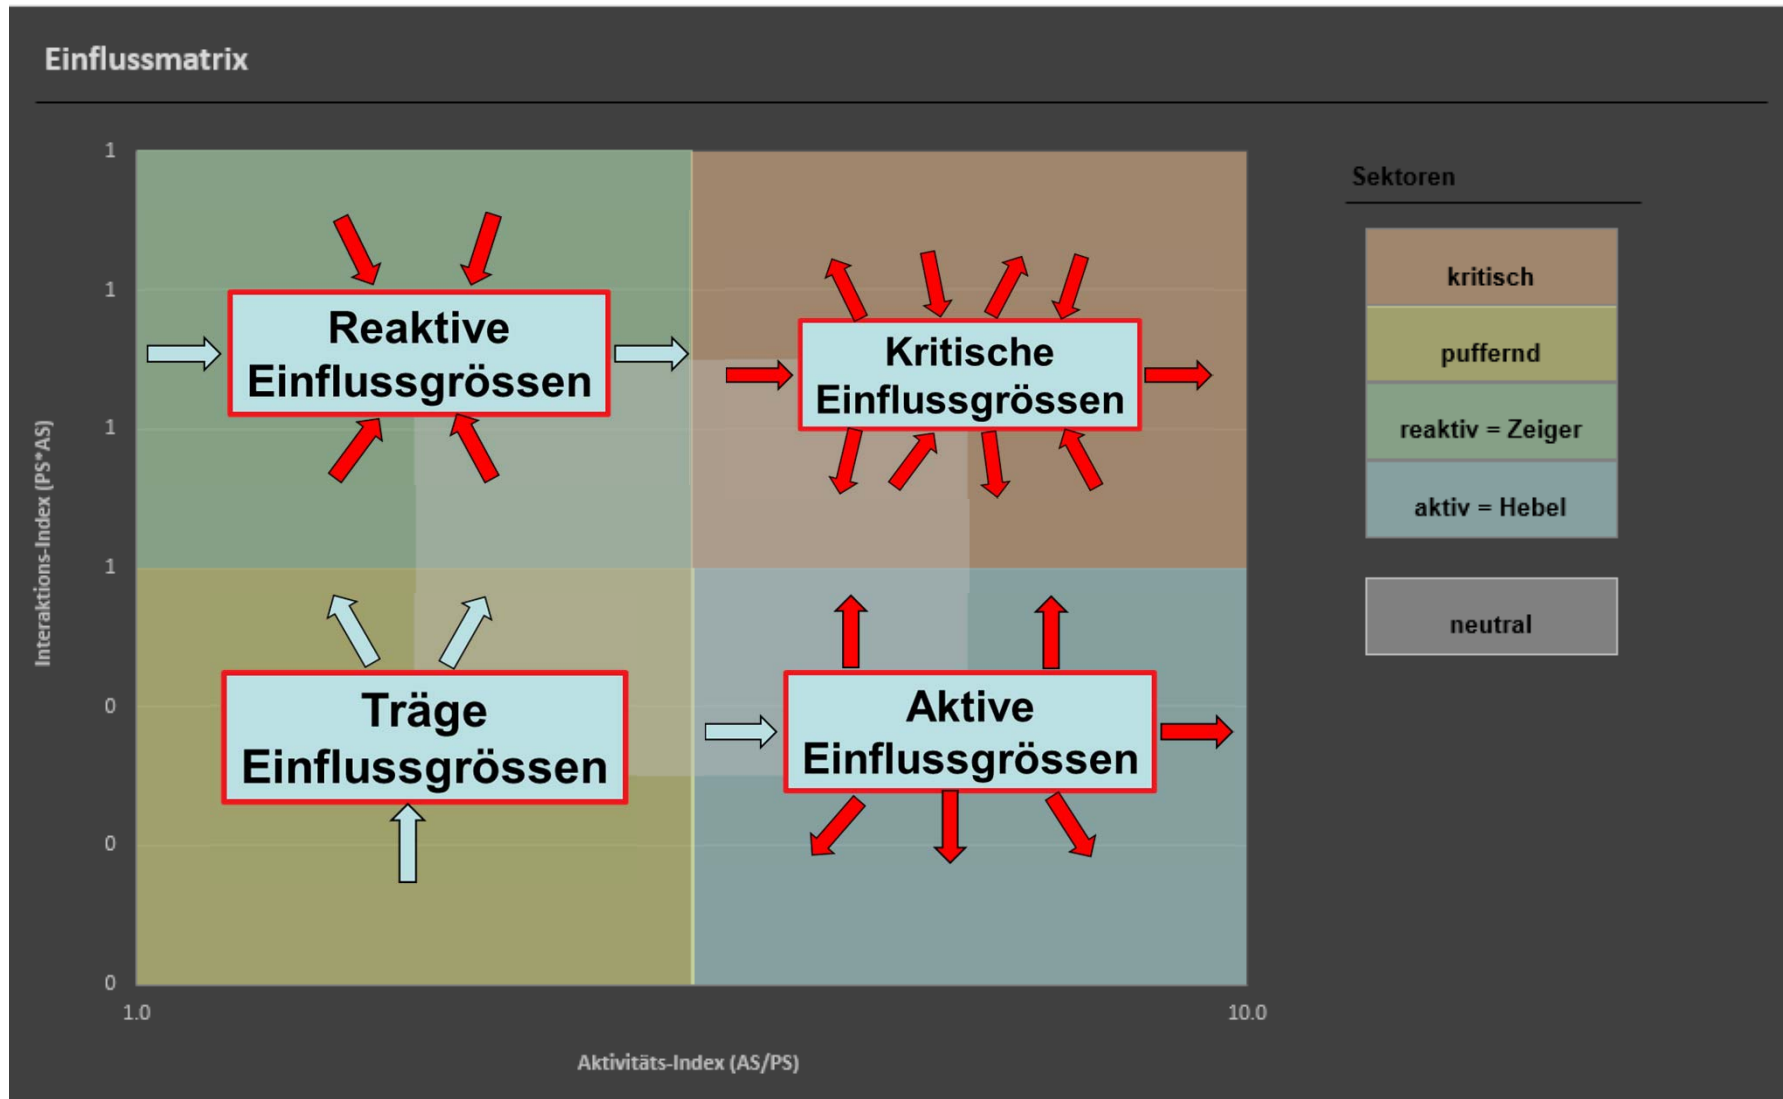 Einflussmatrix
1
1
1
1
0
0
0
Interaktions-Index (PS*AS)
Reaktive
Einflussgrössen
Kritische
Einflussgrössen
Träge
Einflussgrössen
Aktive
Einflussgrössen
1.0
10.0
Aktivitäts-Index (AS/PS)
Sektoren
kritisch
puffernd
reaktiv = Zeiger
aktiv = Hebel
neutral